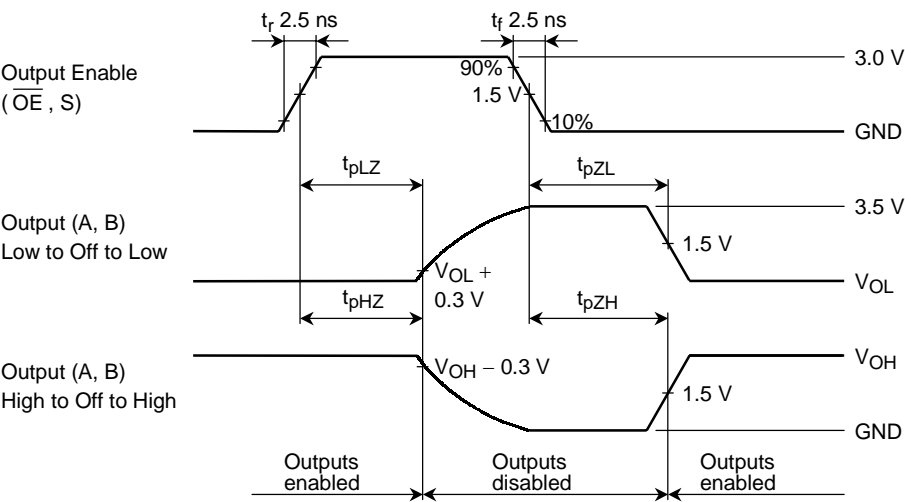 tr 2.5 ns
tf 2.5 ns
Output Enable
( OE , S)
90%
1.5 V
10%
3.0 V
GND
tpLZ
tpZL
Output (A, B)
Low to Off to Low
3.5 V
1.5 V
VOL +
0.3 V
VOL
tpHZ
tpZH
Output (A, B)
High to Off to High
VOH − 0.3 V
VOH
1.5 V
GND
Outputs
enabled
Outputs
disabled
Outputs
enabled